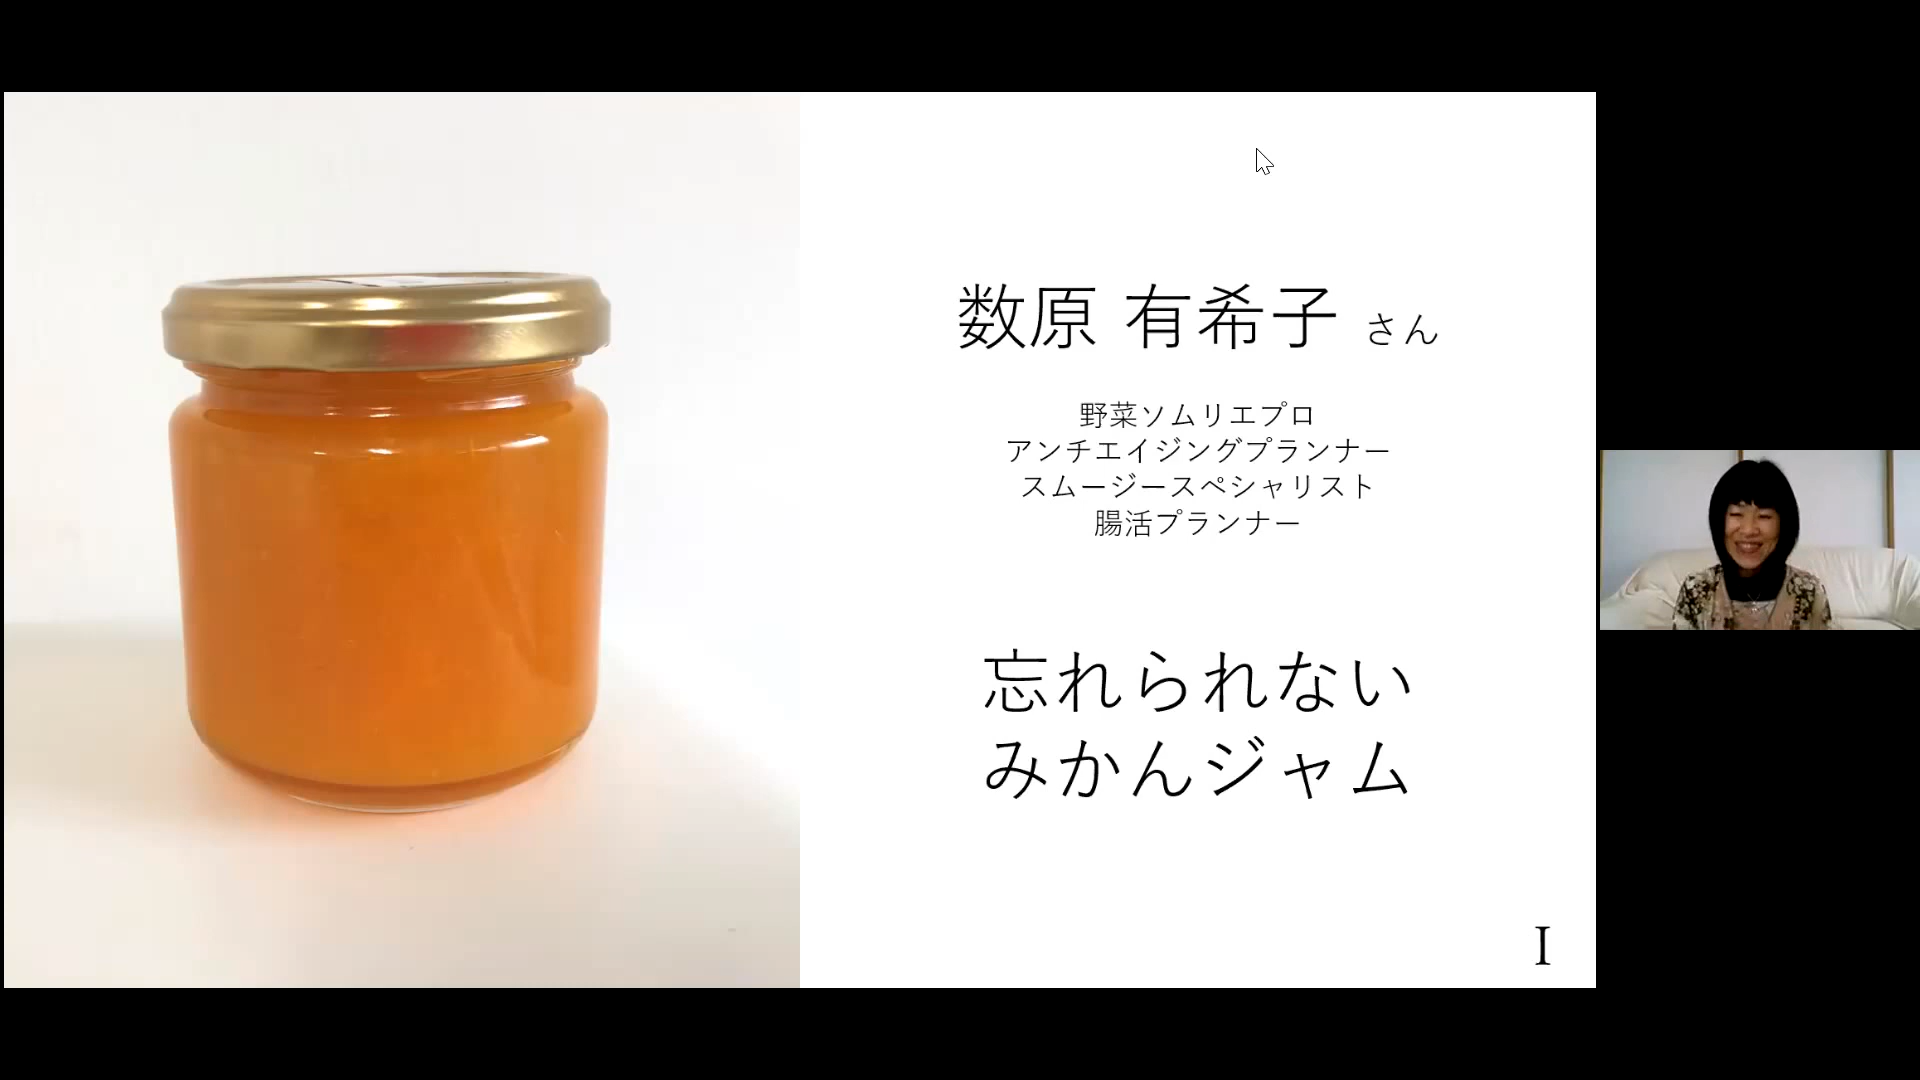 数原 有希子 さん
野菜ソムリエプロ
アンチエイジングプランナー
スムージースペシャリスト
腸活プランナー
忘れられない
みかんジャム
I